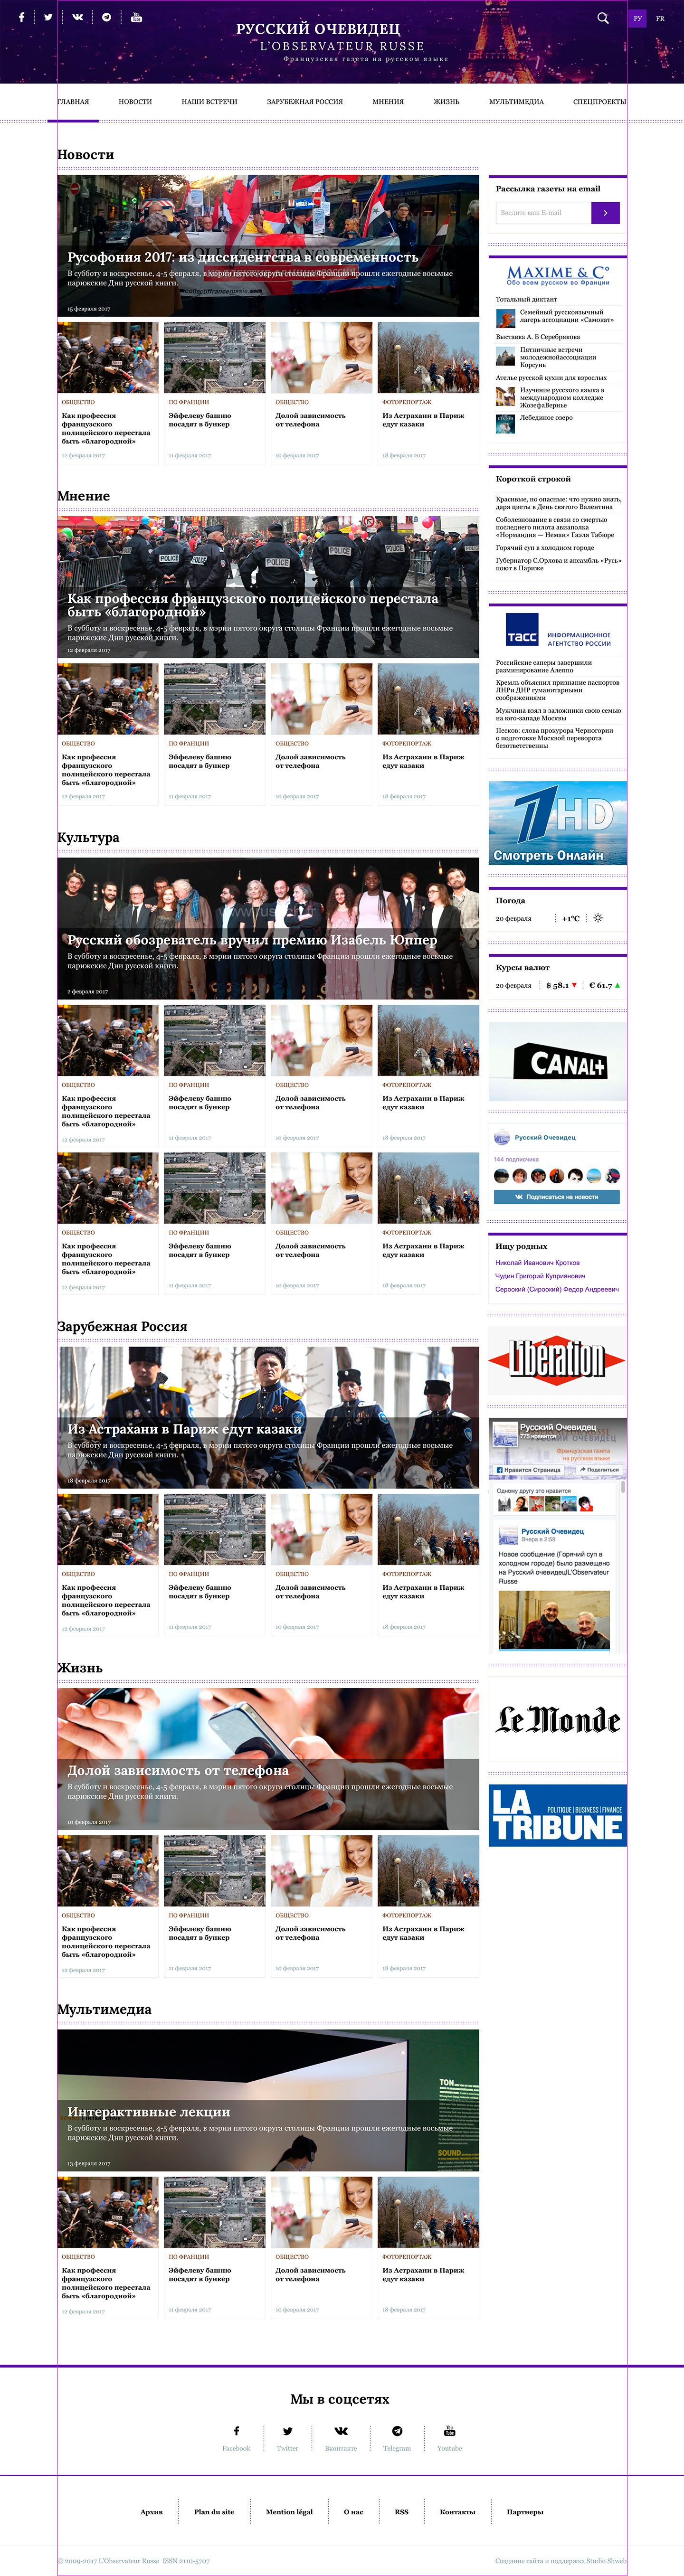 РУССКИЙ ОЧЕВИДЕЦ
L'OBSERVATEUR RUSSE
Французская газета на русском языке
РУ FR
ГЛАВНАЯ НОВОСТИ НАШИ ВСТРЕЧИ ЗАРУБЕЖНАЯ РОССИЯ МНЕНИЯ ЖИЗНЬ МУЛЬТИМЕДИА СПЕЦПРОЕКТЫ
Новости
Русофония 2017: из диссидентства в современность
В субботу и воскресенье, 4-5 февраля, в мэрии пятого округа столицы Франции прошли ежегодные восьмые
парижские Дни русской книги.
15 февраля 2017
ОБЩЕСТВО
Как профессия
французского
полицейского перестала
быть «благородной»
12 февраля 2017
ПО ФРАНЦИИ
Эйфелеву башню
посадят в бункер
11 февраля 2017
ОБЩЕСТВО
Долой зависимость
от телефона
10 февраля 2017
ФОТОРЕПОРТАЖ
Из Астрахани в Париж
едут казаки
18 февраля 2017
Мнение
POLICE
POLICE
POLICE
Как профессия французского полицейского перестала
быть «благородной»
В субботу и воскресенье, 4-5 февраля, в мэрии пятого округа столицы Франции прошли ежегодные восьмые
парижские Дни русской книги.
12 февраля 2017
ОБЩЕСТВО
Как профессия
французского
полицейского перестала
быть «благородной»
12 февраля 2017
ПО ФРАНЦИИ
Эйфелеву башню
посадят в бункер
11 февраля 2017
ОБЩЕСТВО
Долой зависимость
от телефона
10 февраля 2017
ФОТОРЕПОРТАЖ
Из Астрахани в Париж
едут казаки
18 февраля 2017
Культура
Русский обозреватель вручил премию Изабель Юппер
В субботу и воскресенье, 4-5 февраля, в мэрии пятого округа столицы Франции прошли ежегодные восьмые
парижские Дни русской книги.
2 февраля 2017
ОБЩЕСТВО
Как профессия
французского
полицейского перестала
быть «благородной»
12 февраля 2017
ПО ФРАНЦИИ
Эйфелеву башню
посадят в бункер
11 февраля 2017
ОБЩЕСТВО
Долой зависимость
от телефона
10 февраля 2017
ФОТОРЕПОРТАЖ
Из Астрахани в Париж
едут казаки
18 февраля 2017
ОБЩЕСТВО
Как профессия
французского
полицейского перестала
быть «благородной»
12 февраля 2017
ПО ФРАНЦИИ
Эйфелеву башню
посадят в бункер
11 февраля 2017
ОБЩЕСТВО
Долой зависимость
от телефона
10 февраля 2017
ФОТОРЕПОРТАЖ
Из Астрахани в Париж
едут казаки
18 февраля 2017
Зарубежная Россия
Из Астрахани в Париж едут казаки
В субботу и воскресенье, 4-5 февраля, в мэрии пятого округа столицы Франции прошли ежегодные восьмые
парижские Дни русской книги.
18 февраля 2017
ОБЩЕСТВО
Как профессия
французского
полицейского перестала
быть «благородной»
12 февраля 2017
ПО ФРАНЦИИ
Эйфелеву башню
посадят в бункер
11 февраля 2017
ОБЩЕСТВО
Долой зависимость
от телефона
10 февраля 2017
ФОТОРЕПОРТАЖ
Из Астрахани в Париж
едут казаки
18 февраля 2017
Жизнь
Долой зависимость от телефона
В субботу и воскресенье, 4-5 февраля, в мэрии пятого округа столицы Франции прошли ежегодные восьмые
парижские Дни русской книги.
10 февраля 2017
ОБЩЕСТВО
Как профессия
французского
полицейского перестала
быть «благородной»
12 февраля 2017
ПО ФРАНЦИИ
Эйфелеву башню
посадят в бункер
11 февраля 2017
ОБЩЕСТВО
Долой зависимость
от телефона
10 февраля 2017
ФОТОРЕПОРТАЖ
Из Астрахани в Париж
едут казаки
18 февраля 2017
Мультимедиа
TON
SOUND
Интерактивные лекции
В субботу и воскресенье, 4-5 февраля, в мэрии пятого округа столицы Франции прошли ежегодные восьмые
парижские Дни русской книги.
13 февраля 2017
ОБЩЕСТВО
Как профессия
французского
полицейского перестала
быть «благородной»
12 февраля 2017
ПО ФРАНЦИИ
Эйфелеву башню
посадят в бункер
11 февраля 2017
ОБЩЕСТВО
Долой зависимость
от телефона
10 февраля 2017
ФОТОРЕПОРТАЖ
Из Астрахани в Париж
едут казаки
18 февраля 2017
Рассылка газеты на email
Введите ваш E-mail
MAXIME & Co
Обо всем русском во Франции
Тотальный диктант
Семейный русскоязычный
лагерь ассоциации «Самокат»
Выставка А. Б Серебрякова
Пятничные встречи
молодежнойассоциации
Корсунь
Ателье русской кухни для взрослых
Изучение русского языка в
международном колледже
ЖозефаВернье
Лебединое озеро
Короткой строкой
Красивые, но опасные: что нужно знать,
даря цветы в День святого Валентина
Соболезнование в связи со смертью
последнего пилота авиаполка
«Нормандия — Неман» Гаэля Табюре
Горячий суп в холодном городе
Губернатор С.Орлова и ансамбль «Русь»
поют в Париже
ТАСС
ИНФОРМАЦИОННОЕ
АГЕНТСТВО РОССИИ
Российские саперы завершили
разминирование Алеппо
Кремль объяснил признание паспортов
ЛНРи ДНР гуманитарными
соображениями
Мужчина взял в заложники свою семью
на юго-западе Москвы
Песков: слова прокурора Черногории
о подготовке Москвой переворота
безответственны
1HD
Смотреть Онлайн
Погода
20 февраля +1°C
Курсы валют
20 февраля $ 58.1 € 61.7
CANAL+
Русский Очевидец
144 подписчика
Подписаться на новости
Ищу родных
Николай Иванович Кротков
Чудин Григорий Куприянович
Сероокий (Сироокий) Федор Андреевич
Libération
Русский Очевидец
775 нравится
Французская газета
на русском языке
Нравится Страница Поделиться
Одному другу это нравится
Русский Очевидец
Вчера в 2:59
Новое сообщение (Горячий суп в
холодном городе) было размещено
на Русский очевидецL'Observateur
Russe
Le Monde
LA TRIBUNE
POLITIQUE | BUSINESS | FINANCE
Мы в соцсетях
Facebook Twitter Вконтакте Telegram Youtube
Архив Plan du site Mention légal О нас RSS Контакты Партнеры
© 2009-2017 L'Observateur Russe ISSN 2110-5707
Создание сайта и поддержка Studio Shweb